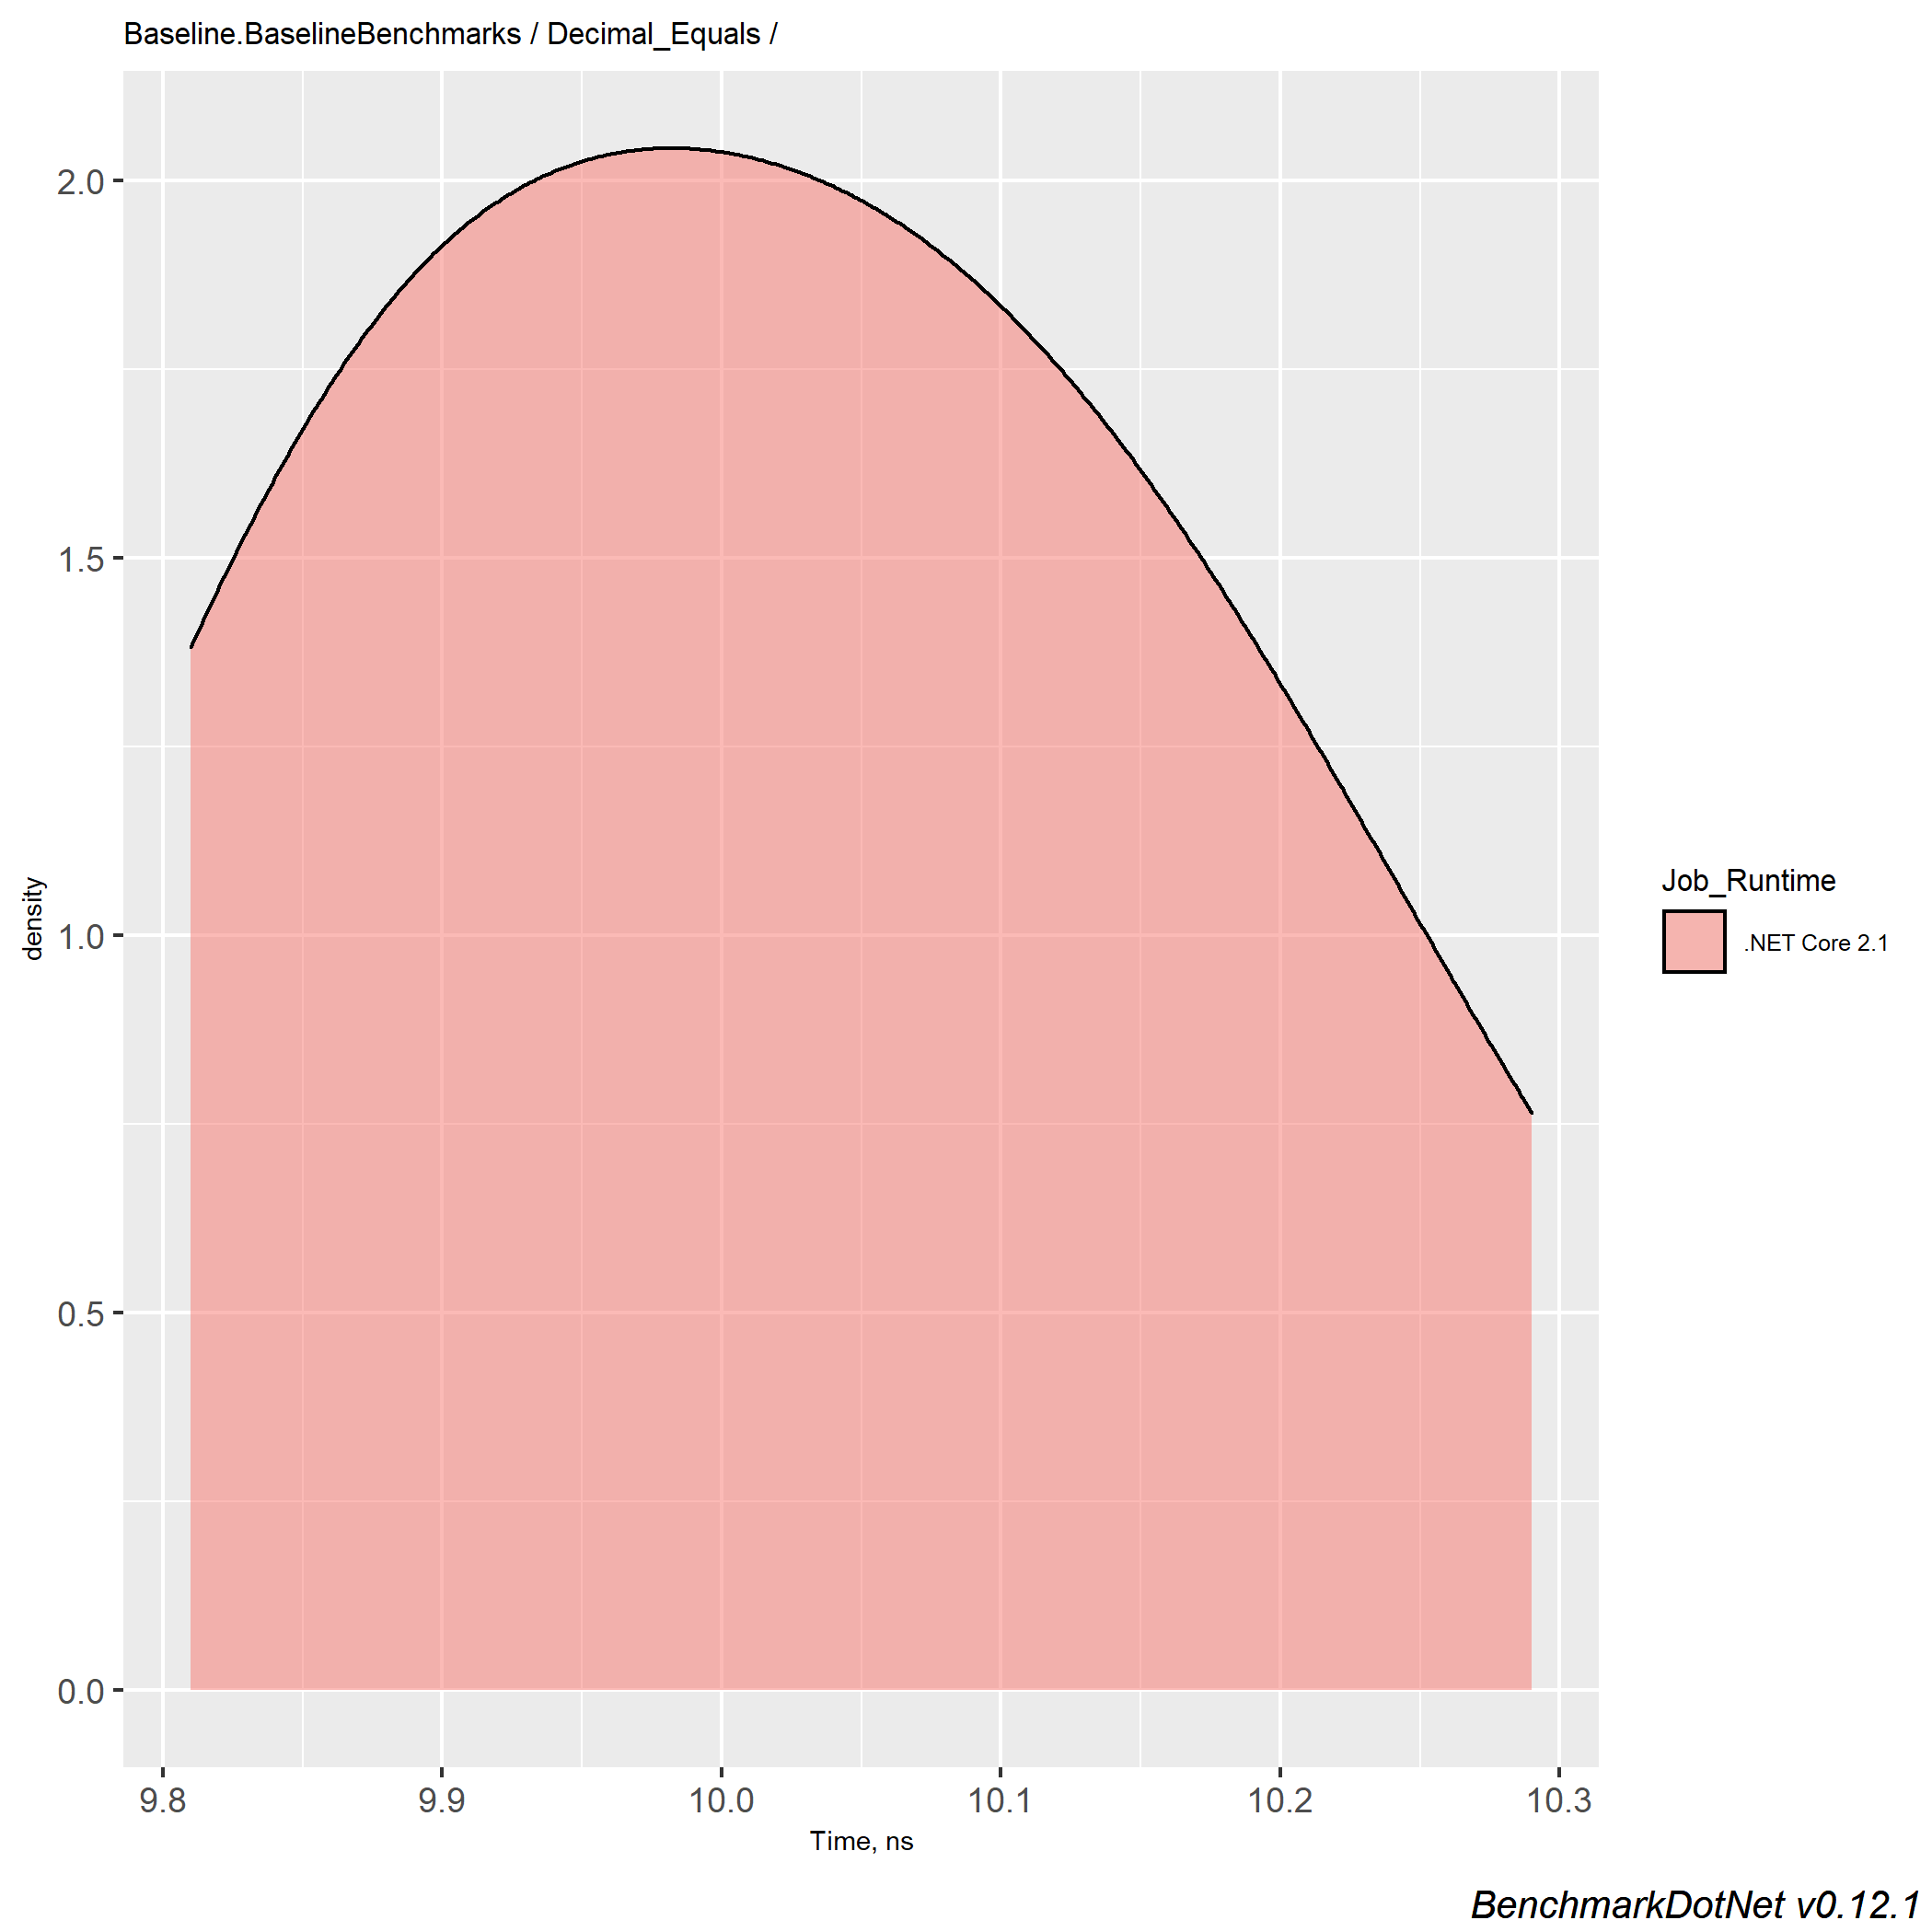 Baseline.BaselineBenchmarks / Decimal_Equals /
2.0
1.5
1.0
0.5
0.0
density
9.8 9.9 10.0 10.1 10.2 10.3
Time, ns
Job_Runtime
.NET Core 2.1
BenchmarkDotNet v0.12.1